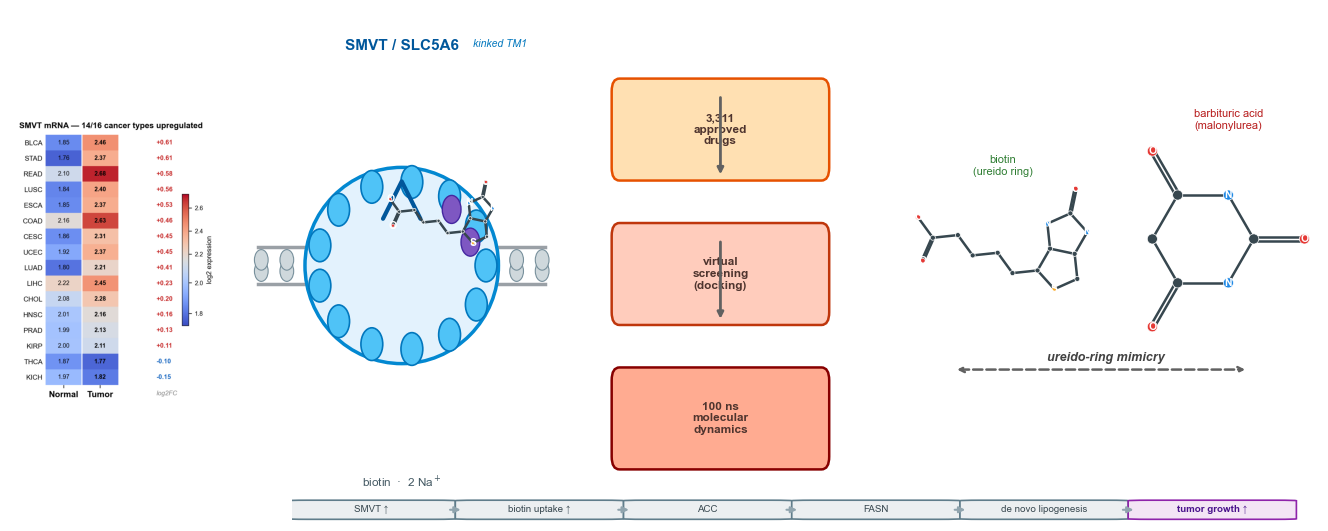 SMVT / SLC5A6 kinked TM1
SMVT mRNA — 14/16 cancer types upregulated
BLCA 1.85 2.46 +0.61
STAD 1.76 2.37 +0.61
READ 2.10 2.68 +0.58
LUSC 1.84 2.40 +0.56
ESCA 1.85 2.37 +0.53
COAD 2.16 2.63 +0.46
CESC 1.86 2.31 +0.45
UCEC 1.92 2.37 +0.45
LUAD 1.80 2.21 +0.41
LIHC 2.22 2.45 +0.23
CHOL 2.08 2.28 +0.20
HNSC 2.01 2.16 +0.16
PRAD 1.99 2.13 +0.13
KIRP 2.00 2.11 +0.11
THCA 1.87 1.77 -0.10
KICH 1.97 1.82 -0.15
Normal Tumor log2FC
2.6
2.4
2.2
2.0
1.8
log2 expression
S
biotin · 2 Na+
3,311
approved
drugs
virtual
screening
(docking)
100 ns
molecular
dynamics
biotin
(ureido ring)
barbituric acid
(malonylurea)
O
N
O
N
O
ureido-ring mimicry
SMVT ↑ biotin uptake ↑ ACC FASN de novo lipogenesis tumor growth ↑